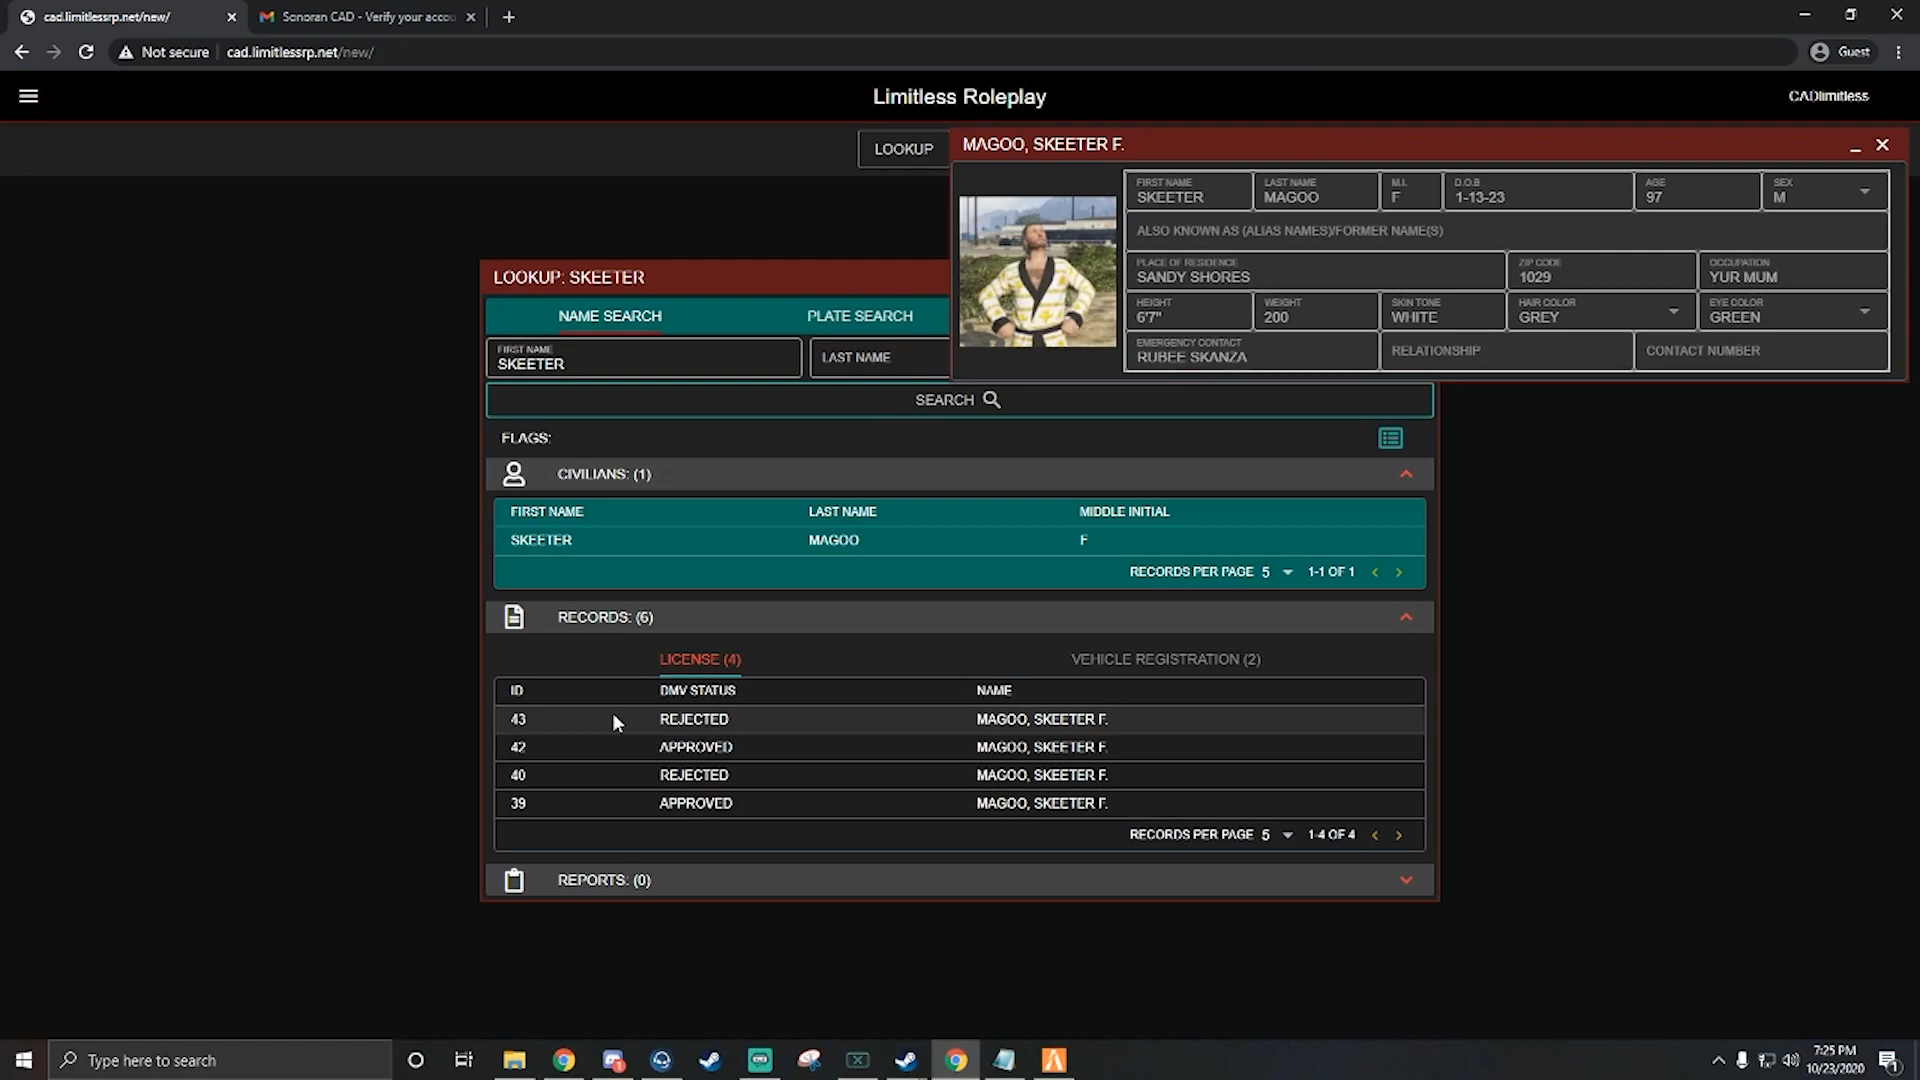 cad.limitlessrp.net/new/
Sonoran CAD - Verify your accou
Not secure
cad.limitlessrp.net/new/
Guest
Limitless Roleplay
CADlimitless
LOOKUP
MAGOO, SKEETER F.
FIRST NAME
SKEETER
LAST NAME
MAGOO
M.I.
F
D.O.B
1-13-23
AGE
97
SEX
M
ALSO KNOWN AS (ALIAS NAMES)/FORMER NAME(S)
PLACE OF RESIDENCE
SANDY SHORES
ZIP CODE
1029
OCCUPATION
YUR MUM
HEIGHT
6'7"
WEIGHT
200
SKIN TONE
WHITE
HAIR COLOR
GREY
EYE COLOR
GREEN
EMERGENCY CONTACT
RUBEE SKANZA
RELATIONSHIP
CONTACT NUMBER
LOOKUP: SKEETER
NAME SEARCH
PLATE SEARCH
FIRST NAME
SKEETER
LAST NAME
SEARCH
FLAGS:
CIVILIANS: (1)
FIRST NAME LAST NAME MIDDLE INITIAL
SKEETER MAGOO F
RECORDS PER PAGE 5 1-1 OF 1
RECORDS: (6)
LICENSE (4) VEHICLE REGISTRATION (2)
ID DMV STATUS NAME
43 REJECTED MAGOO, SKEETER F.
42 APPROVED MAGOO, SKEETER F.
40 REJECTED MAGOO, SKEETER F.
39 APPROVED MAGOO, SKEETER F.
RECORDS PER PAGE 5 1-4 OF 4
REPORTS: (0)
Type here to search
7:25 PM
10/23/2020